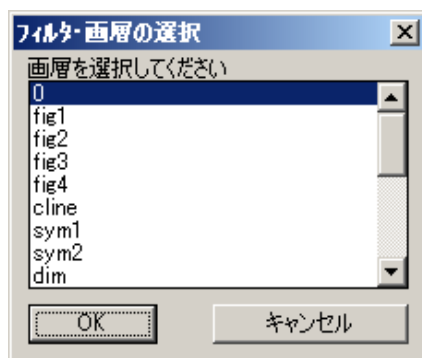 フィルタ・画層の選択
画層を選択してください
0
fig1
fig2
fig3
fig4
cline
sym1
sym2
dim
OK
キャンセル